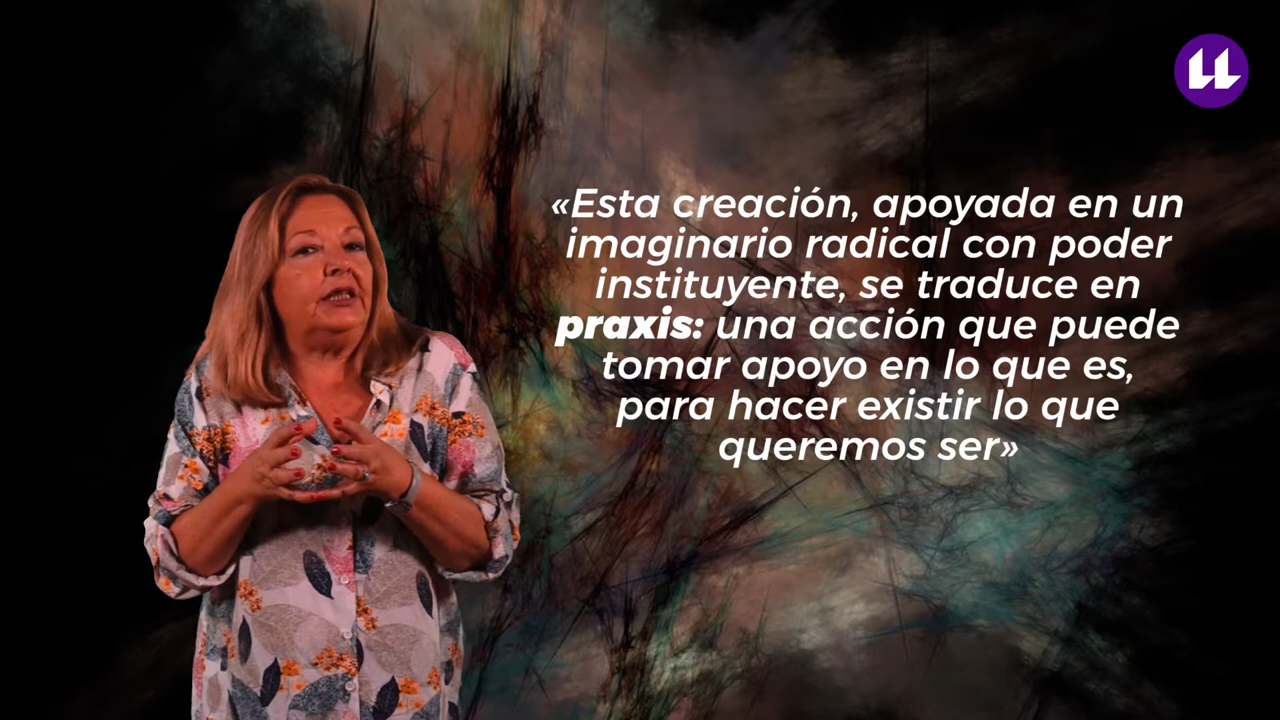 «Esta creación, apoyada en un
imaginario radical con poder
instituyente, se traduce en
praxis: una acción que puede
tomar apoyo en lo que es,
para hacer existir lo que
queremos ser»